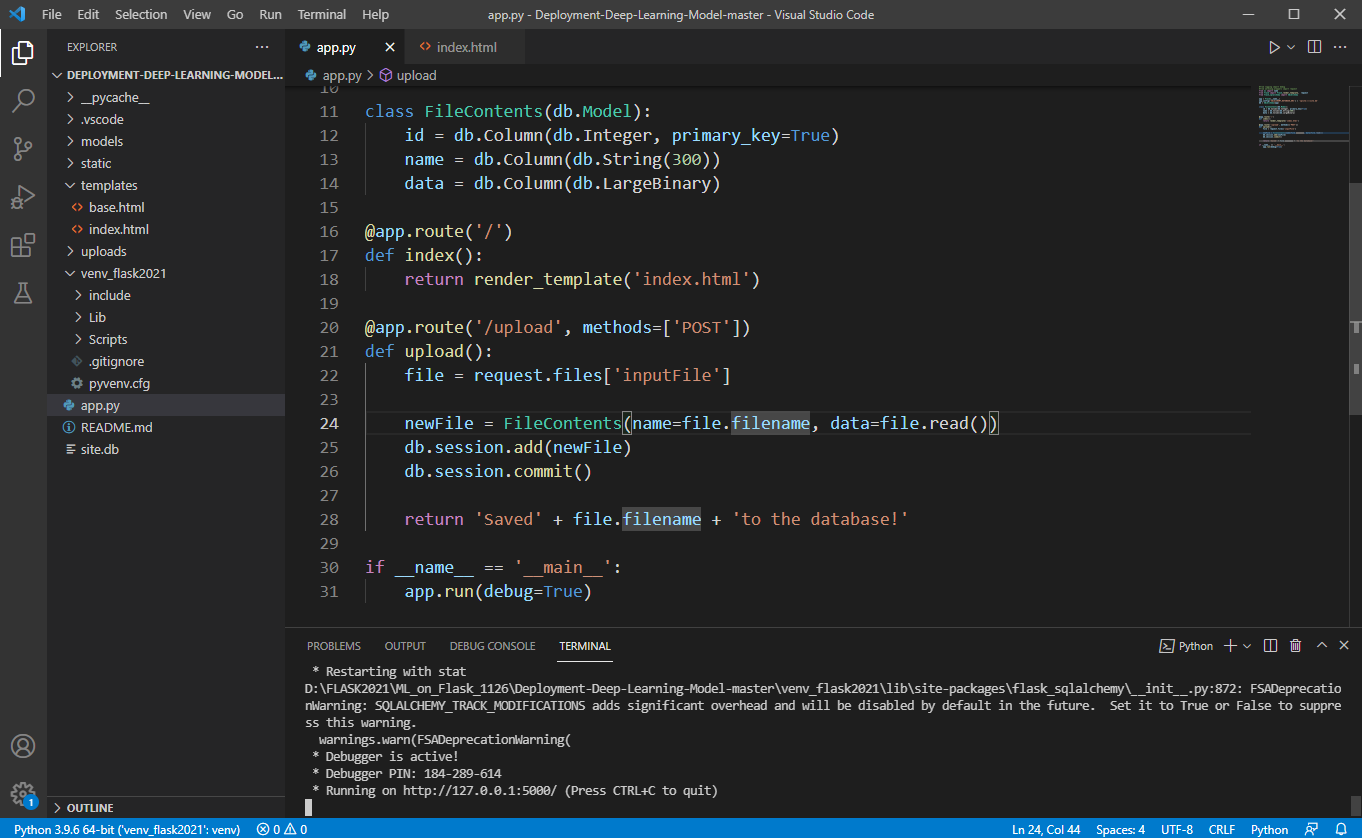 File Edit Selection View Go Run Terminal Help app.py - Deployment-Deep-Learning-Model-master - Visual Studio Code
EXPLORER
DEPLOYMENT-DEEP-LEARNING-MODEL...
__pycache__
.vscode
models
static
templates
base.html
index.html
uploads
venv_flask2021
include
Lib
Scripts
.gitignore
pyvenv.cfg
app.py
README.md
site.db
OUTLINE
app.py index.html
app.py > upload
10
11 class FileContents(db.Model):
12 id = db.Column(db.Integer, primary_key=True)
13 name = db.Column(db.String(300))
14 data = db.Column(db.LargeBinary)
15
16 @app.route('/')
17 def index():
18 return render_template('index.html')
19
20 @app.route('/upload', methods=['POST'])
21 def upload():
22 file = request.files['inputFile']
23
24 newFile = FileContents(name=file.filename, data=file.read())
25 db.session.add(newFile)
26 db.session.commit()
27
28 return 'Saved' + file.filename + 'to the database!'
29
30 if __name__ == '__main__':
31 app.run(debug=True)
PROBLEMS OUTPUT DEBUG CONSOLE TERMINAL Python
* Restarting with stat
D:\FLASK2021\ML_on_Flask_1126\Deployment-Deep-Learning-Model-master\venv_flask2021\lib\site-packages\flask_sqlalchemy\__init__.py:872: FSADeprecatio
nWarning: SQLALCHEMY_TRACK_MODIFICATIONS adds significant overhead and will be disabled by default in the future.  Set it to True or False to suppre
ss this warning.
warnings.warn(FSADeprecationWarning(
* Debugger is active!
* Debugger PIN: 184-289-614
* Running on http://127.0.0.1:5000/ (Press CTRL+C to quit)
1
Python 3.9.6 64-bit ('venv_flask2021': venv) 0 0 Ln 24, Col 44 Spaces: 4 UTF-8 CRLF Python